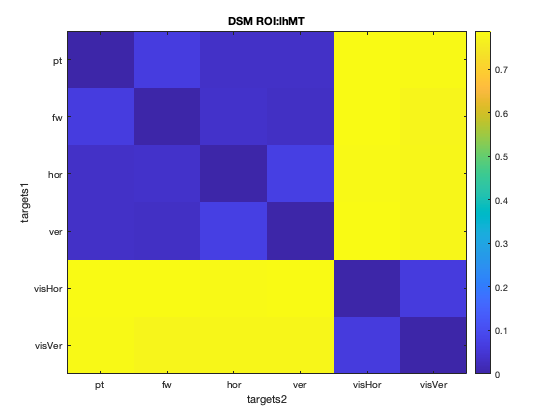 DSM ROI:lhMT
pt
fw
hor
ver
visHor
visVer
targets1
pt fw hor ver visHor visVer
targets2
0.7
0.6
0.5
0.4
0.3
0.2
0.1
0